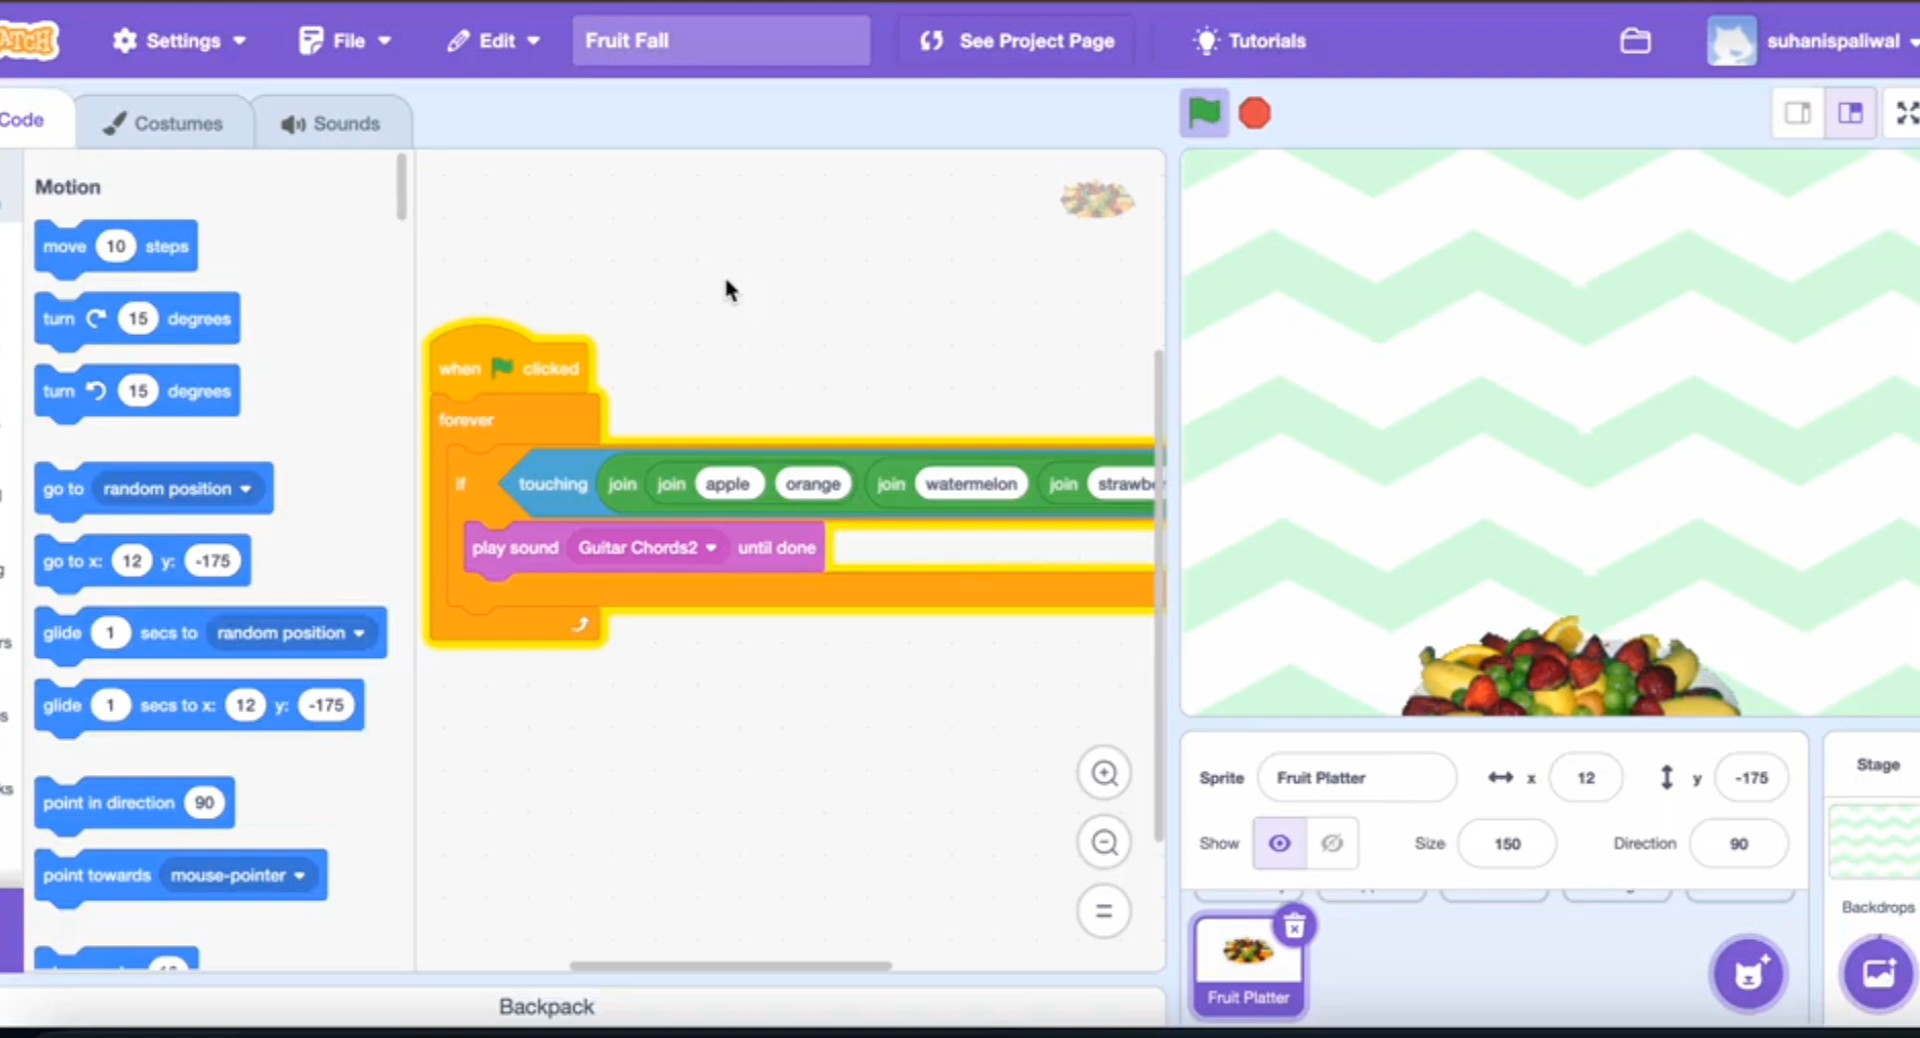 Settings File Edit Fruit Fall See Project Page Tutorials suhanispaliwal
Code Costumes Sounds
Motion
move 10 steps
turn 15 degrees
turn 15 degrees
go to random position
go to x: 12 y: -175
glide 1 secs to random position
glide 1 secs to x: 12 y: -175
point in direction 90
point towards mouse-pointer
when clicked
forever
if touching join join apple orange join watermelon join strawbe
play sound Guitar Chords2 until done
Backpack
Sprite Fruit Platter x 12 y -175
Show Size 150 Direction 90
Fruit Platter
Stage
Backdrops